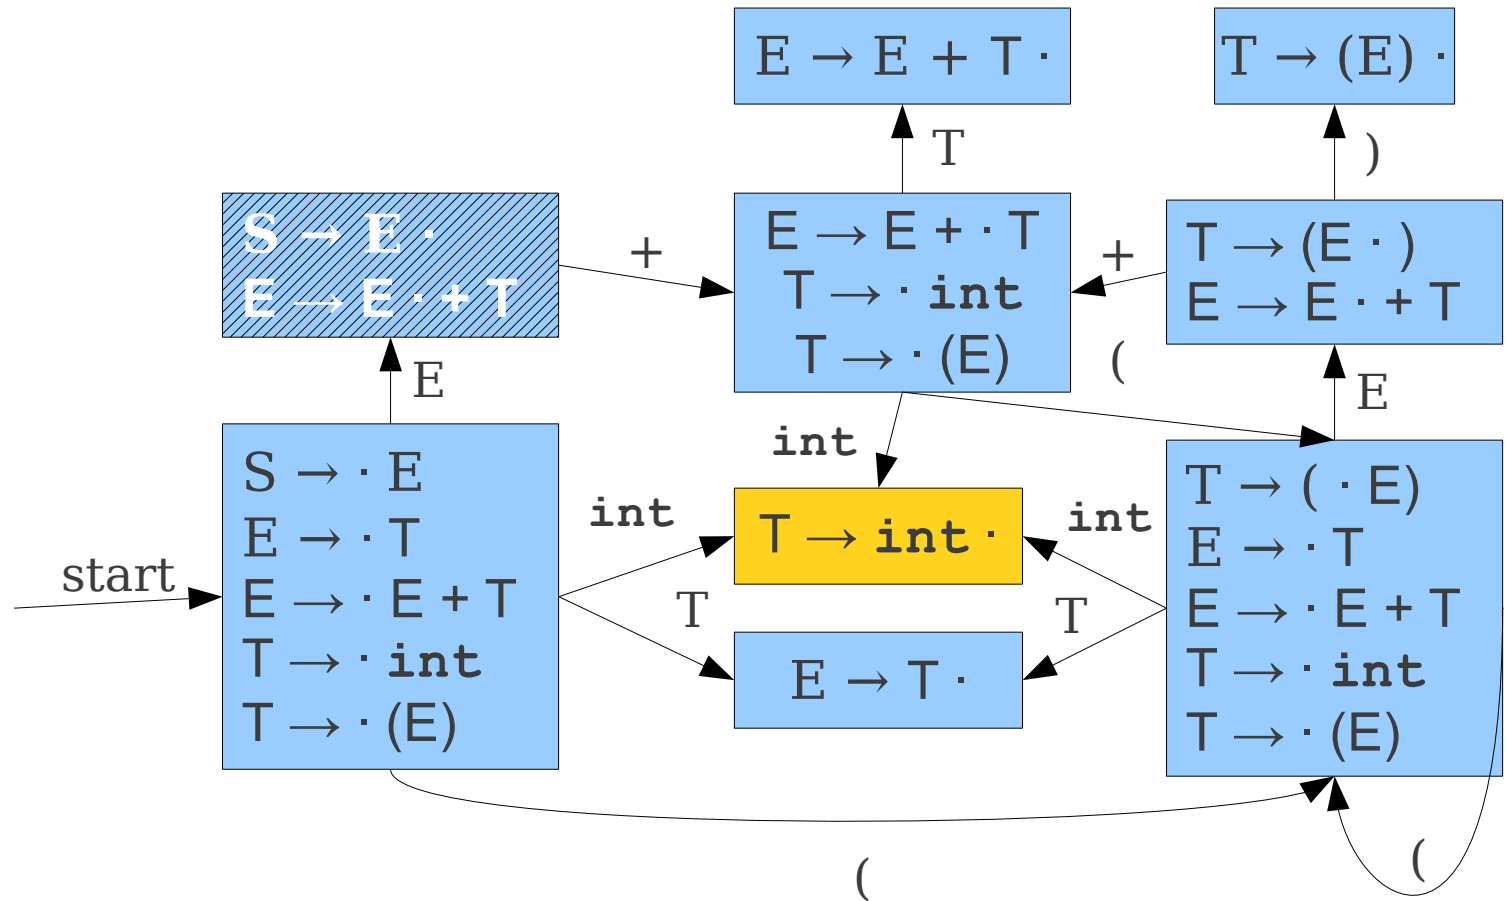 E → E + T ·
T → (E) ·
T
)
S → E ·
E → E · + T
+
E → E + · T
T → · int
T → · (E)
+
T → (E · )
E → E · + T
E
(
E
int
start
S → · E
E → · T
E → · E + T
T → · int
T → · (E)
int
T
T → int ·
E → T ·
int
T
T → ( · E)
E → · T
E → · E + T
T → · int
T → · (E)
(
(